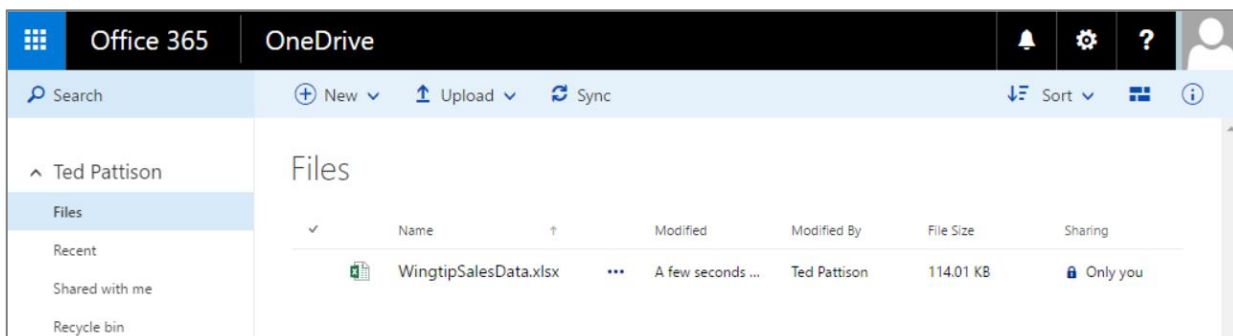 Office 365 OneDrive ?
Search New Upload Sync Sort
Ted Pattison
Files
Recent
Shared with me
Recycle bin
Files
Name Modified Modified By File Size Sharing
WingtipSalesData.xlsx ... A few seconds ... Ted Pattison 114.01 KB Only you